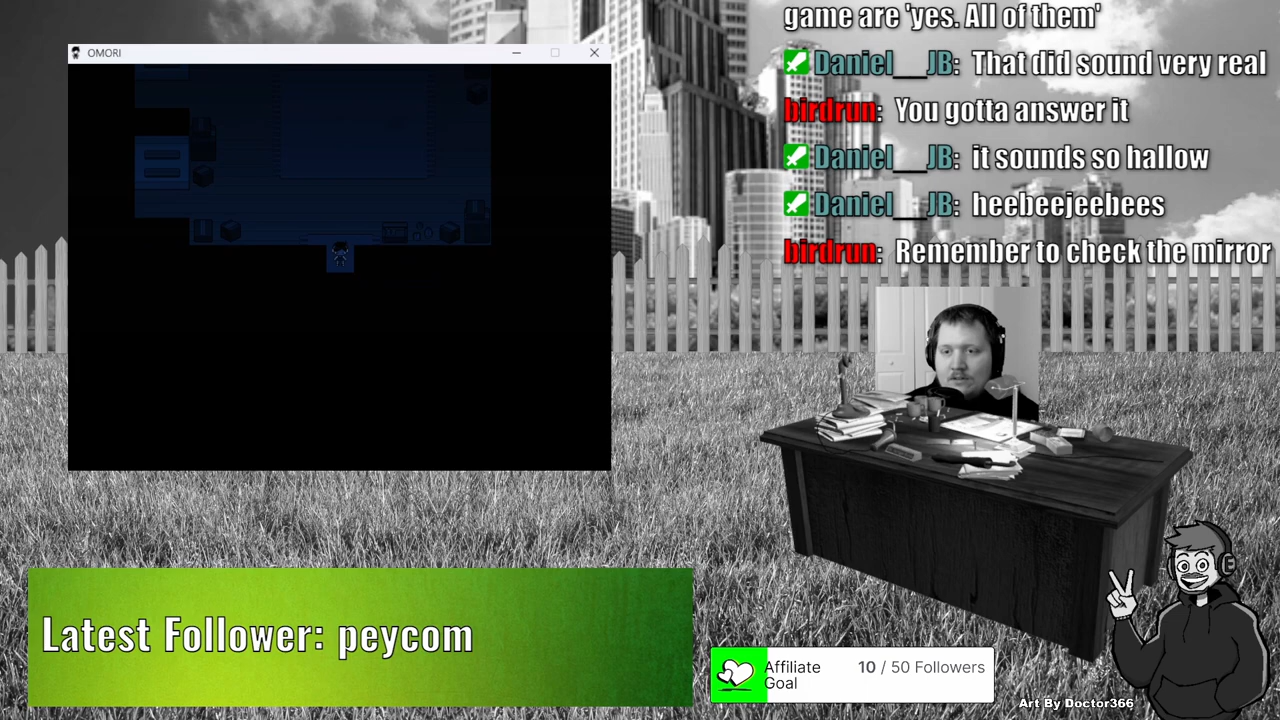 OMORI
game are 'yes. All of them'
Daniel__JB: That did sound very real
birdrun: You gotta answer it
Daniel__JB: it sounds so hallow
Daniel__JB: heebeejeebees
birdrun: Remember to check the mirror
Latest Follower: peycom
Affiliate Goal
10 / 50 Followers
Art By Doctor366